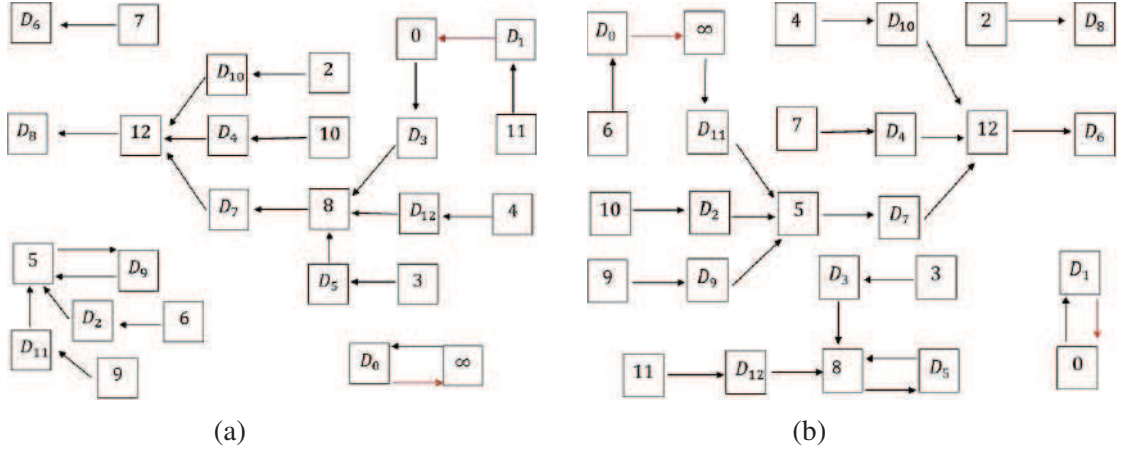 D₆ 7
0 D₁
D₁₀ 2
D₈ 12 D₄ 10 D₃ 11
D₇ 8 D₁₂ 4
5 D₉ D₅ 3
D₂ 6
D₁₁ 9
D₀ ∞
(a)
D₀ ∞ 4 D₁₀ 2 D₈
6 D₁₁ 7 D₄ 12 D₆
10 D₂ 5 D₇
9 D₉ D₃ 3 D₁
11 D₁₂ 8 D₅ 0
(b)